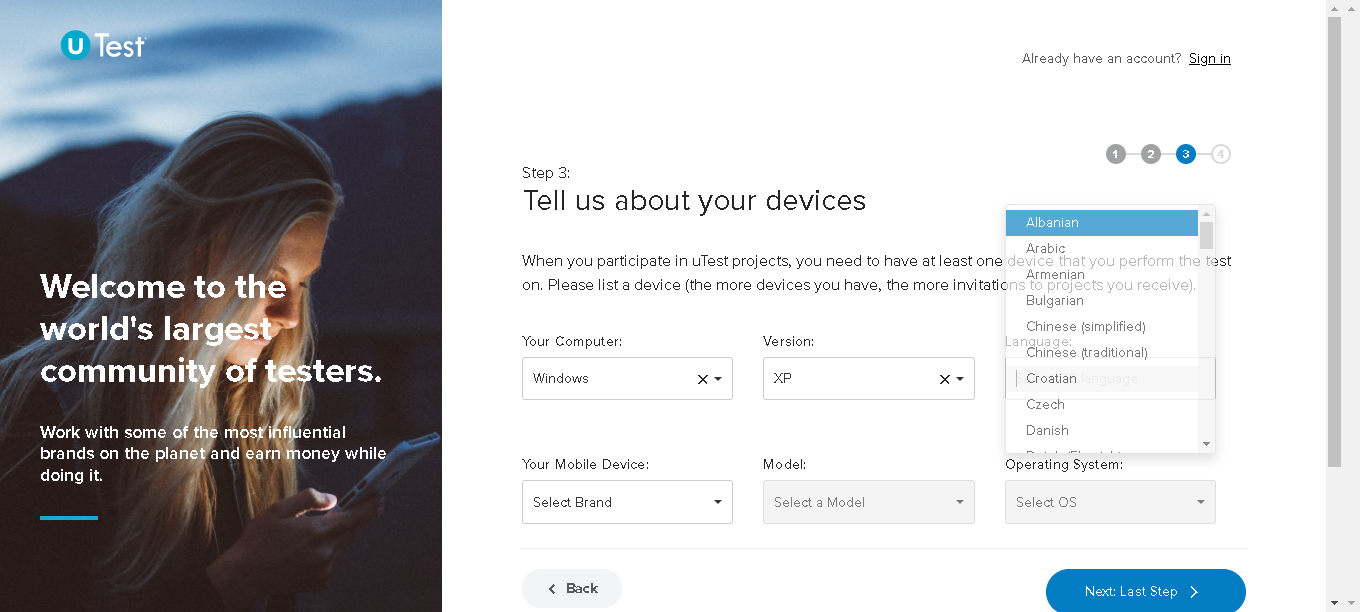 uTest
Already have an account? Sign in
1 2 3 4
Step 3:
Tell us about your devices
When you participate in uTest projects, you need to have at least one device that you perform the test
on. Please list a device (the more devices you have, the more invitations to projects you receive).
Welcome to the
world's largest
community of testers.
Work with some of the most influential
brands on the planet and earn money while
doing it.
Your Computer:
Windows
Version:
XP
Language:
language
Albanian
Arabic
Armenian
Bulgarian
Chinese (simplified)
Chinese (traditional)
Croatian
Czech
Danish
Your Mobile Device:
Select Brand
Model:
Select a Model
Operating System:
Select OS
Back
Next: Last Step